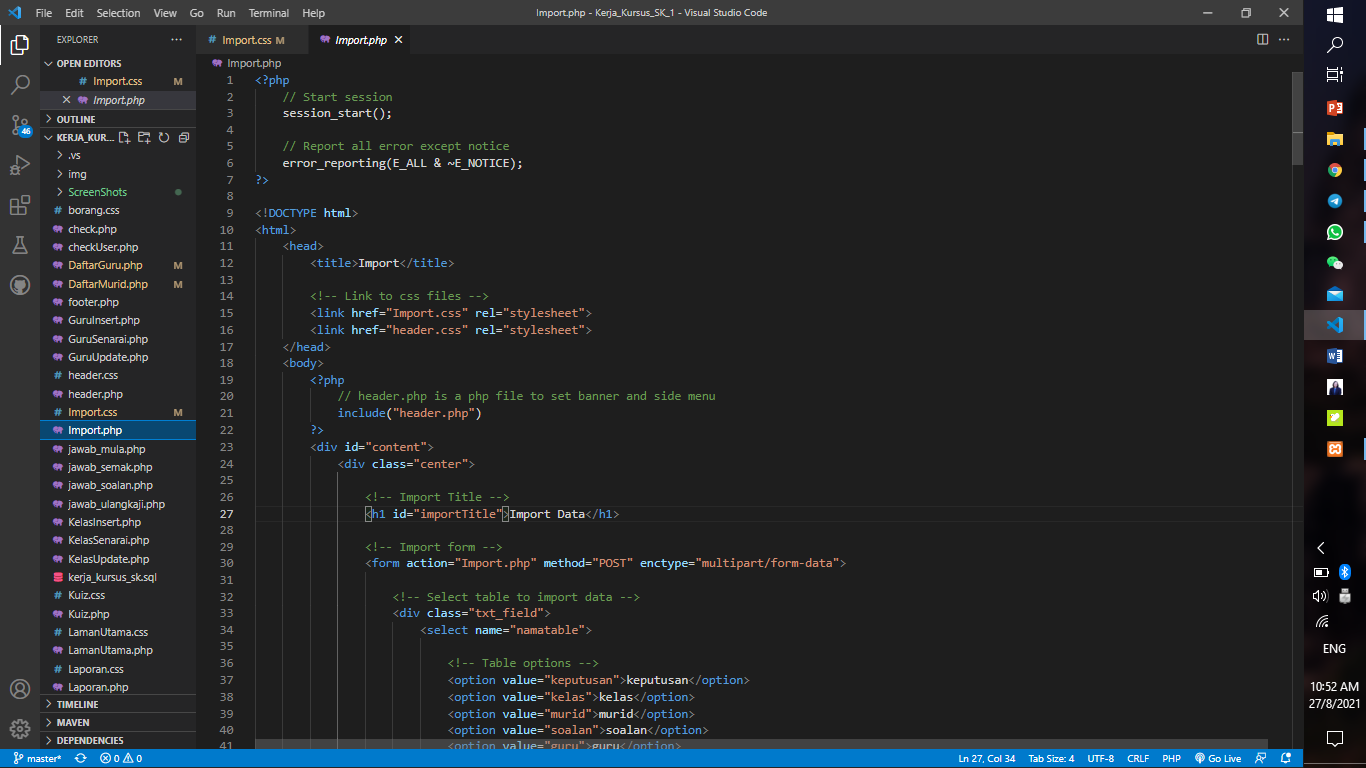 File Edit Selection View Go Run Terminal Help
Import.php - Kerja_Kursus_SK_1 - Visual Studio Code
EXPLORER
OPEN EDITORS
# Import.css M
Import.php
OUTLINE
KERJA_KUR...
.vs
img
ScreenShots
# borang.css
check.php
checkUser.php
DaftarGuru.php M
DaftarMurid.php M
footer.php
GuruInsert.php
GuruSenarai.php
GuruUpdate.php
# header.css
header.php
# Import.css M
Import.php
jawab_mula.php
jawab_semak.php
jawab_soalan.php
jawab_ulangkaji.php
KelasInsert.php
KelasSenarai.php
KelasUpdate.php
kerja_kursus_sk.sql
# Kuiz.css
Kuiz.php
# LamanUtama.css
LamanUtama.php
# Laporan.css
Laporan.php
TIMELINE
MAVEN
DEPENDENCIES
46
# Import.css M
Import.php
Import.php
1 <?php
2 // Start session
3 session_start();
4
5 // Report all error except notice
6 error_reporting(E_ALL & ~E_NOTICE);
7 ?>
8
9 <!DOCTYPE html>
10 <html>
11 <head>
12 <title>Import</title>
13
14 <!-- Link to css files -->
15 <link href="Import.css" rel="stylesheet">
16 <link href="header.css" rel="stylesheet">
17 </head>
18 <body>
19 <?php
20 // header.php is a php file to set banner and side menu
21 include("header.php")
22 ?>
23 <div id="content">
24 <div class="center">
25
26 <!-- Import Title -->
27 <h1 id="importTitle">Import Data</h1>
28
29 <!-- Import form -->
30 <form action="Import.php" method="POST" enctype="multipart/form-data">
31
32 <!-- Select table to import data -->
33 <div class="txt_field">
34 <select name="namatable">
35
36 <!-- Table options -->
37 <option value="keputusan">keputusan</option>
38 <option value="kelas">kelas</option>
39 <option value="murid">murid</option>
40 <option value="soalan">soalan</option>
41 <option value="guru">guru</option>
master* 0 0
Ln 27, Col 34 Tab Size: 4 UTF-8 CRLF PHP Go Live
ENG
10:52 AM
27/8/2021